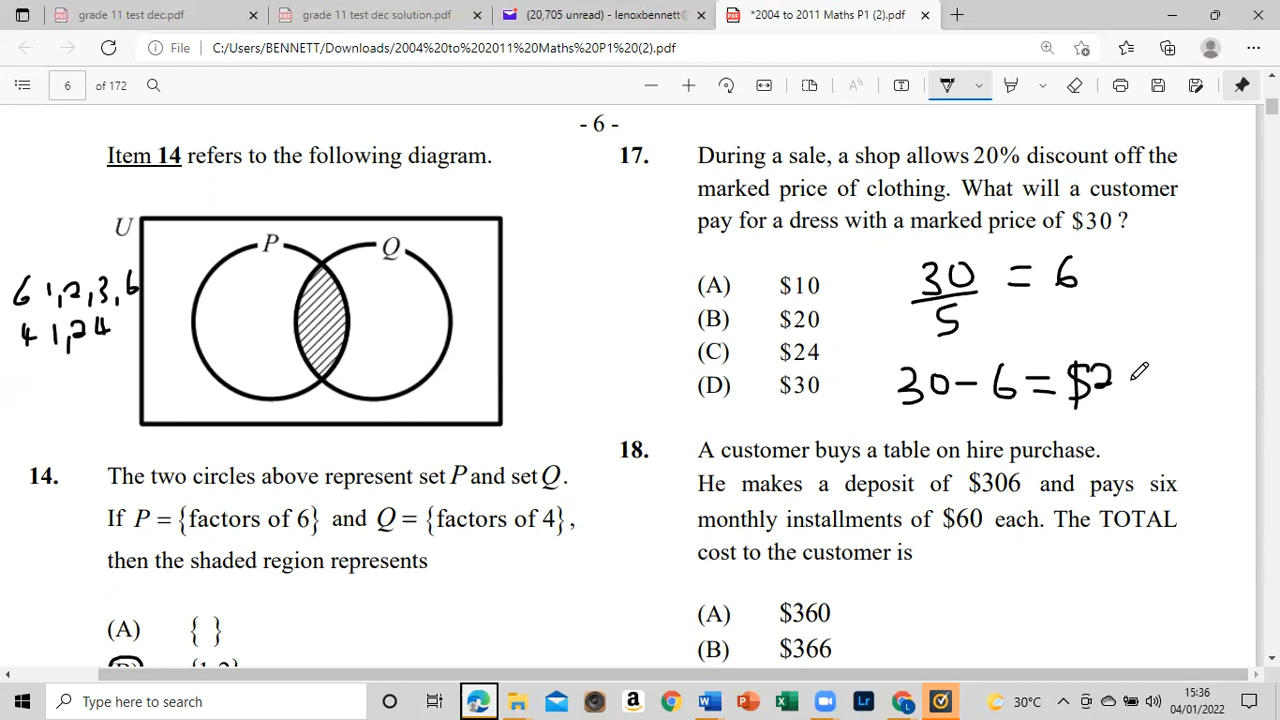 grade 11 test dec.pdf
grade 11 test dec solution.pdf
(20,705 unread) - lenoxbennett@
*2004 to 2011 Maths P1 (2).pdf
File
C:/Users/BENNETT/Downloads/2004%20to%202011%20Maths%20P1%20(2).pdf
6
of 172
- 6 -
Item 14 refers to the following diagram.
U
P
Q
6 1,2,3,6
4 1,24
14.
The two circles above represent set P and set Q.
If P = {factors of 6} and Q = {factors of 4},
then the shaded region represents
(A) { }
(B) {1,2}
17.
During a sale, a shop allows 20% discount off the
marked price of clothing. What will a customer
pay for a dress with a marked price of $30 ?
(A) $10
(B) $20
(C) $24
(D) $30
30/5 = 6
30 - 6 = $2
18.
A customer buys a table on hire purchase.
He makes a deposit of $306 and pays six
monthly installments of $60 each. The TOTAL
cost to the customer is
(A) $360
(B) $366
Type here to search
30°C
15:36
04/01/2022